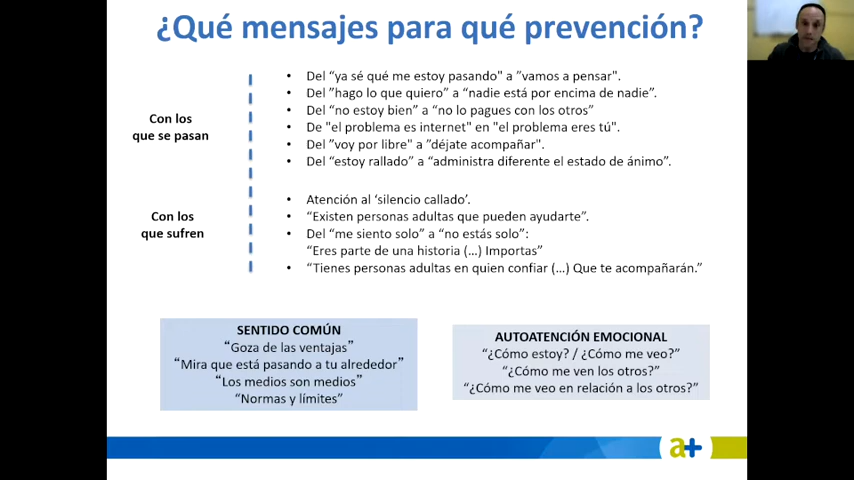 ¿Qué mensajes para qué prevención?
Con los
que se pasan
• Del “ya sé qué me estoy pasando" a ”vamos a pensar".
• Del ”hago lo que quiero” a “nadie está por encima de nadie”.
• Del “no estoy bien” a “no lo pagues con los otros”
• De "el problema es internet" en "el problema eres tú".
• Del ”voy por libre" a ”déjate acompañar".
• Del “estoy rallado” a “administra diferente el estado de ánimo”.
Con los
que sufren
• Atención al ‘silencio callado’.
• “Existen personas adultas que pueden ayudarte”.
• Del “me siento solo” a “no estás solo”:
“Eres parte de una historia (…) Importas”
• “Tienes personas adultas en quien confiar (…) Que te acompañarán.”
SENTIDO COMÚN
“Goza de las ventajas”
“Mira que está pasando a tu alrededor”
“Los medios son medios”
“Normas y límites”
AUTOATENCIÓN EMOCIONAL
“¿Cómo estoy? / ¿Cómo me veo?”
“¿Cómo me ven los otros?”
“¿Cómo me veo en relación a los otros?”
a+